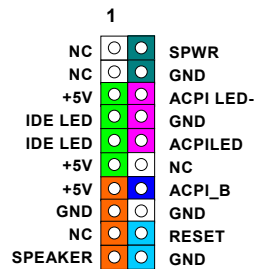 1
NC SPWR
NC GND
+5V ACPI LED-
IDE LED GND
IDE LED ACPILED
+5V NC
+5V ACPI_B
GND GND
NC RESET
SPEAKER GND